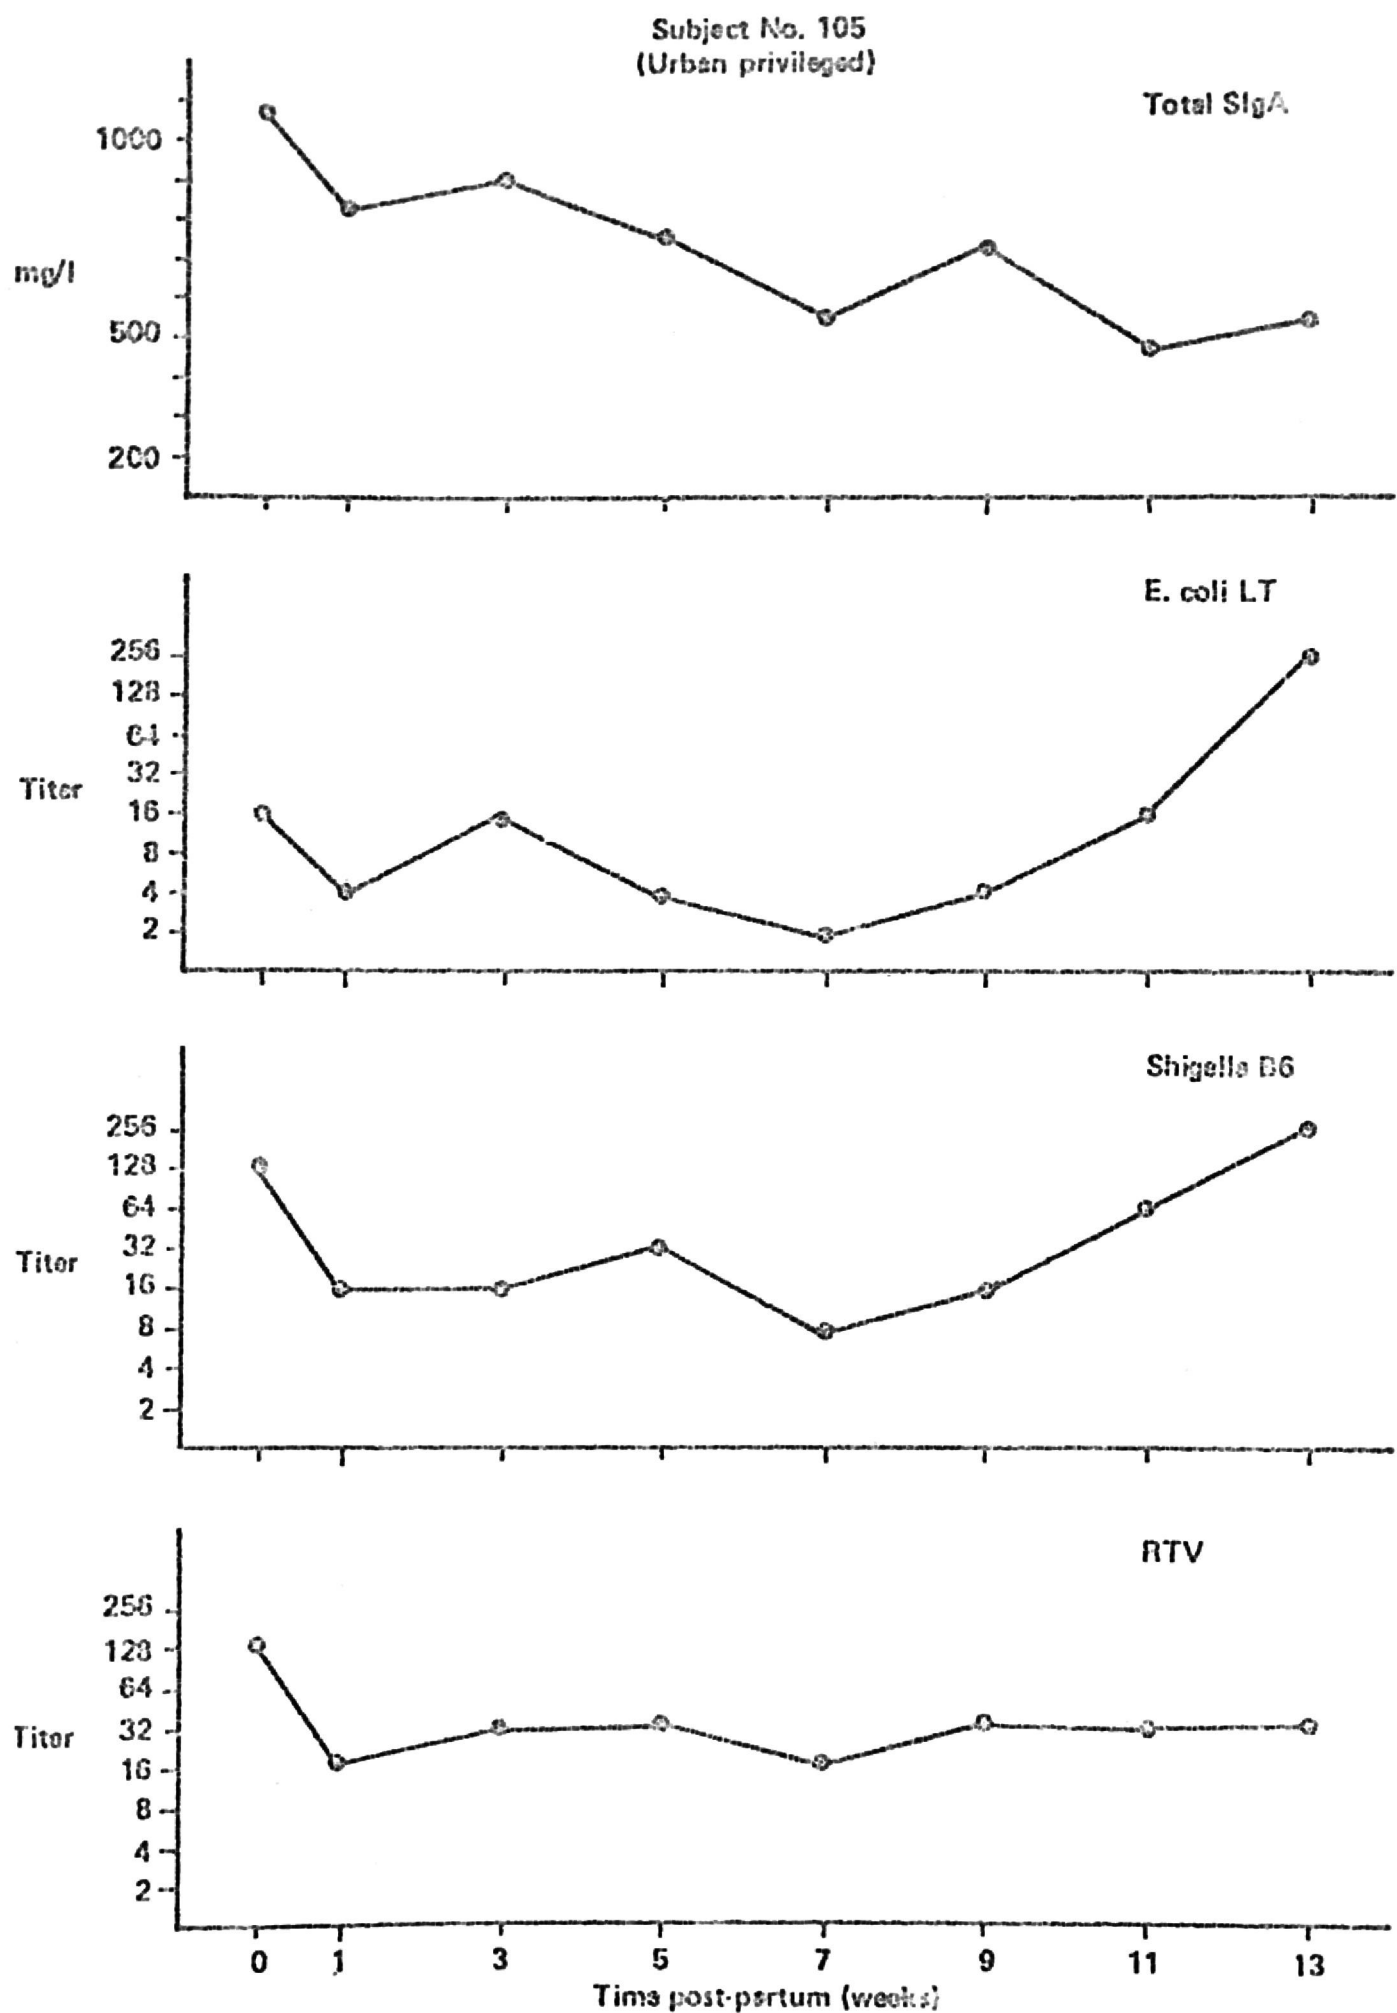 Subject No. 105
(Urban privileged)
Total SIgA
1000
mg/l
500
200
E. coli LT
256
128
64
32
Titer
16
8
4
2
Shigella B6
256
128
64
32
Titer
16
8
4
2
RTV
256
128
64
32
Titer
16
8
4
2
0 1 3 5 7 9 11 13
Time post-partum (weeks)